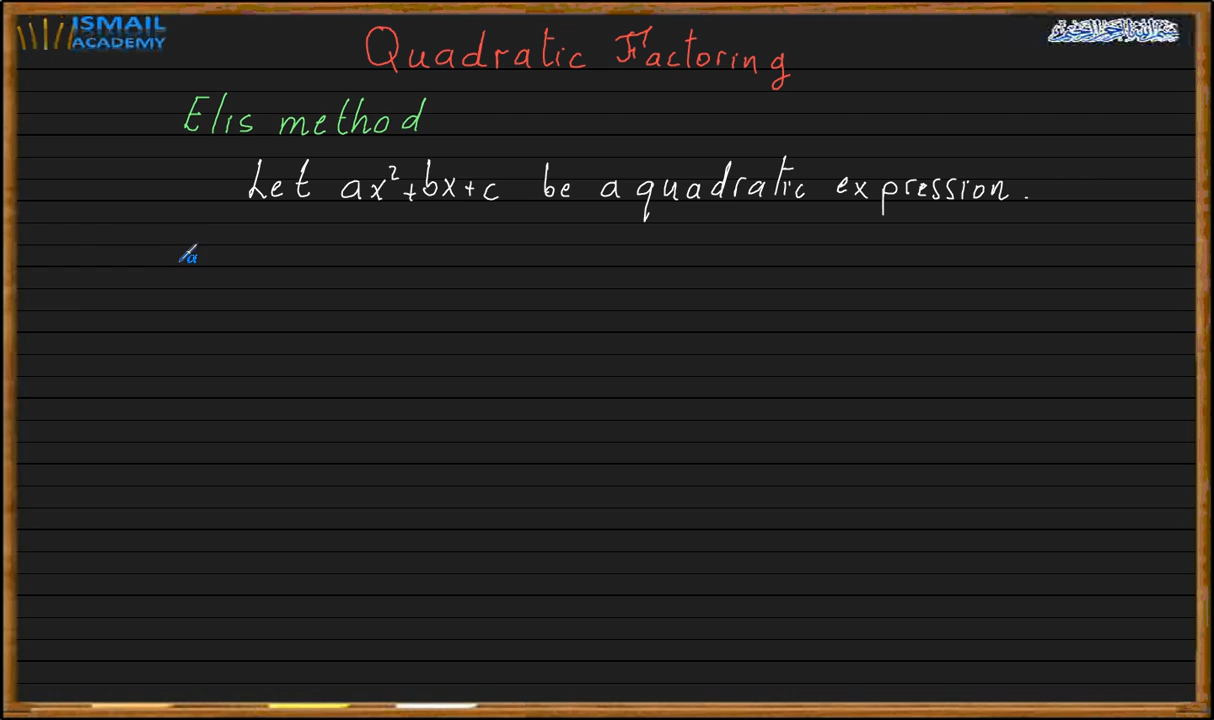 ISMAIL
ACADEMY
Quadratic Factoring
Elis method
Let ax²+bx+c be a quadratic expression.